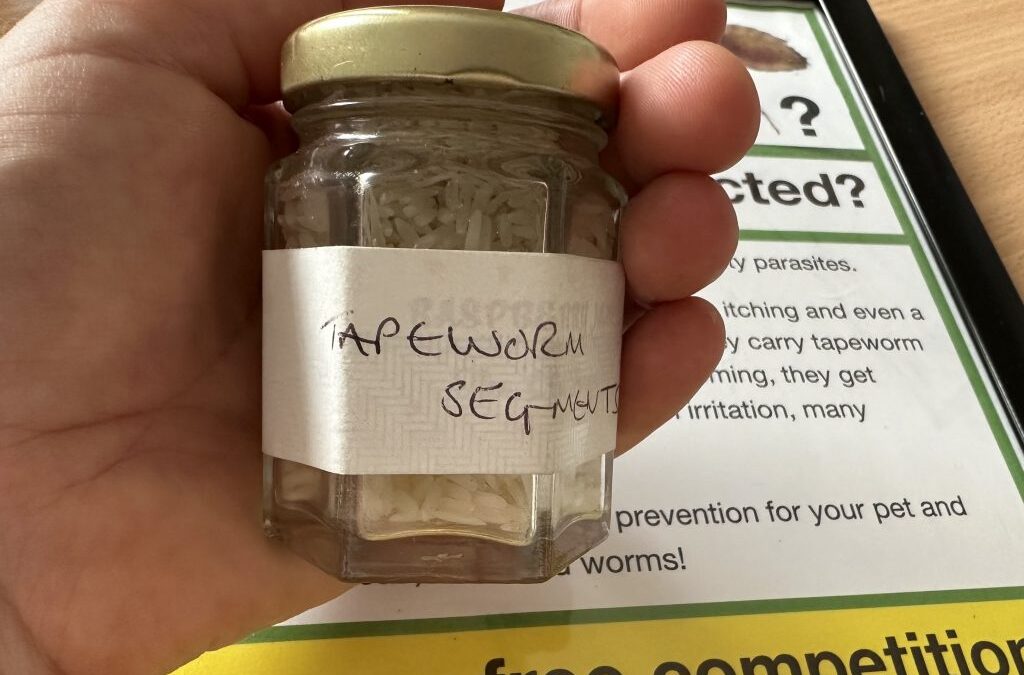 TAPEWORM
SEGMENTS
?
cted?
ty parasites.
itching and even a
y carry tapeworm
ming, they get
irritation, many
prevention for your pet and
worms!
free competition